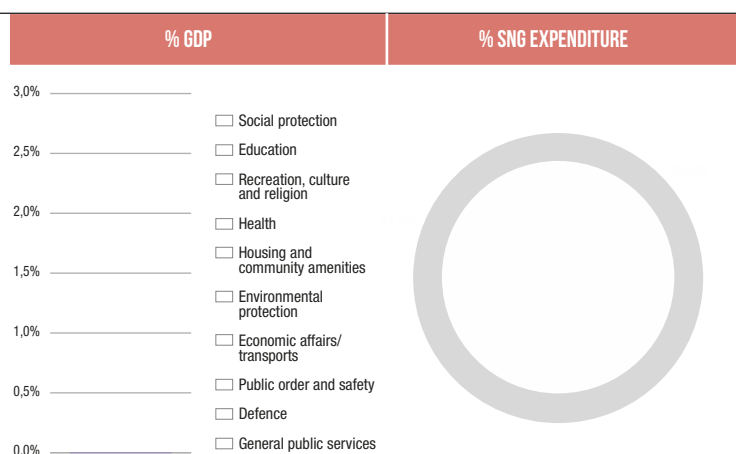 % GDP
% SNG EXPENDITURE
3,0%
2,5%
2,0%
1,5%
1,0%
0,5%
0,0%
Social protection
Education
Recreation, culture
and religion
Health
Housing and
community amenities
Environmental
protection
Economic affairs/
transports
Public order and safety
Defence
General public services